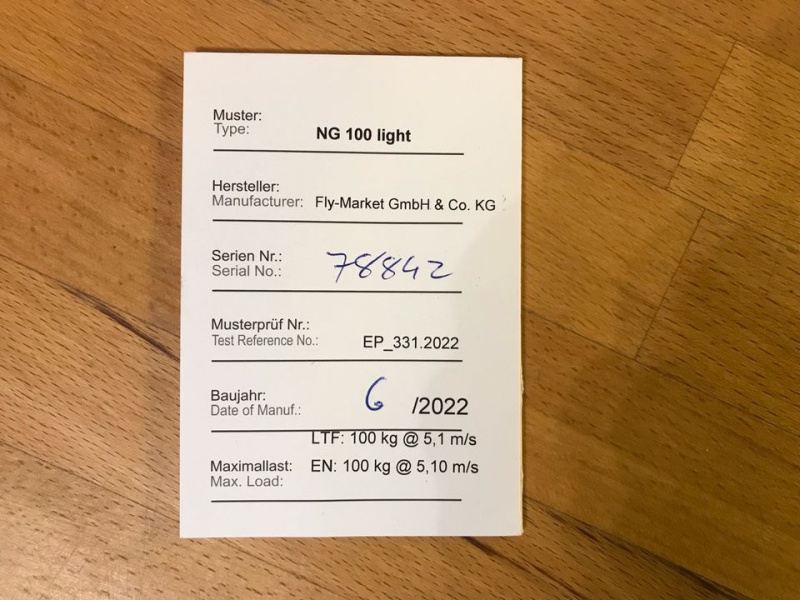 Muster:
Type: NG 100 light
Hersteller:
Manufacturer: Fly-Market GmbH & Co. KG
Serien Nr.:
Serial No.: 78842
Musterprüf Nr.:
Test Reference No.: EP_331.2022
Baujahr:
Date of Manuf.: 6 /2022
LTF: 100 kg @ 5,1 m/s
Maximallast: EN: 100 kg @ 5,10 m/s
Max. Load: